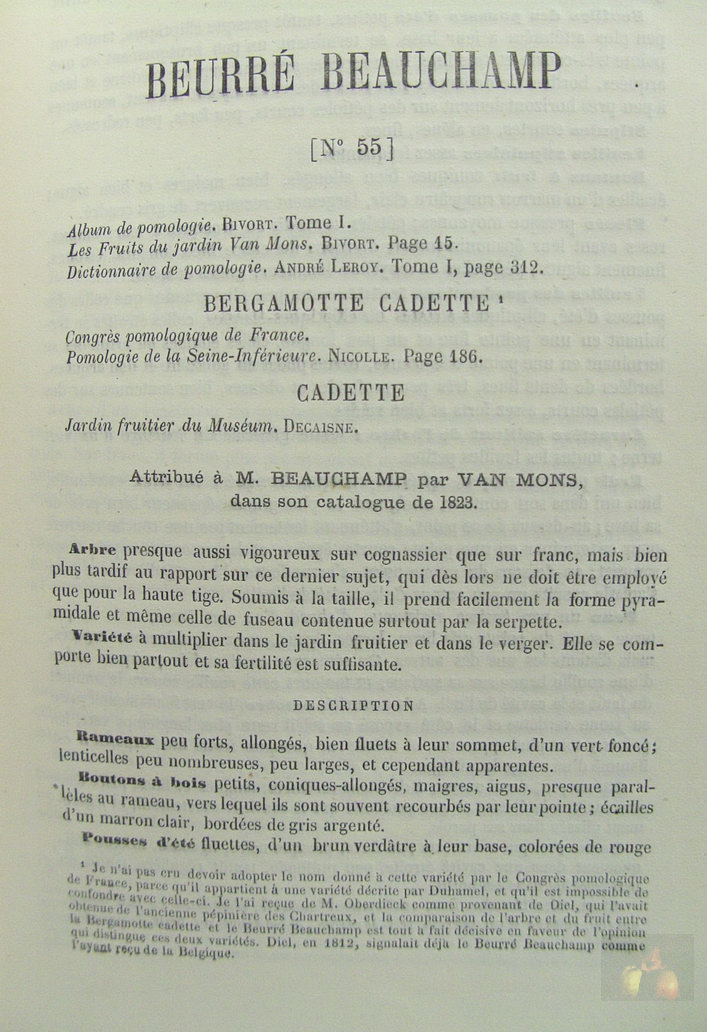 BEURRÉ BEAUCHAMP
[N° 55]
Album de pomologie. BIVORT. Tome I.
Les Fruits du jardin Van Mons. BIVORT. Page 15.
Dictionnaire de pomologie. ANDRÉ LEROY. Tome I, page 312.
BERGAMOTTE CADETTE ¹
Congrès pomologique de France.
Pomologie de la Seine-Inférieure. NICOLLE. Page 186.
CADETTE
Jardin fruitier du Muséum. DECAISNE.
Attribué à M. BEAUCHAMP par VAN MONS,
dans son catalogue de 1823.
Arbre presque aussi vigoureux sur cognassier que sur franc, mais bien
plus tardif au rapport sur ce dernier sujet, qui dès lors ne doit être employé
que pour la haute tige. Soumis à la taille, il prend facilement la forme pyra-
midale et même celle de fuseau contenue surtout par la serpette.
Variété à multiplier dans le jardin fruitier et dans le verger. Elle se com-
porte bien partout et sa fertilité est suffisante.
DESCRIPTION
Rameaux peu forts, allongés, bien fluets à leur sommet, d'un vert foncé;
lenticelles peu nombreuses, peu larges, et cependant apparentes.
Boutons à bois petits, coniques-allongés, maigres, aigus, presque paral-
lèles au rameau, vers lequel ils sont souvent recourbés par leur pointe; écailles
d'un marron clair, bordées de gris argenté.
Pousses d'été fluettes, d'un brun verdâtre à leur base, colorées de rouge
¹ Je n'ai pas cru devoir adopter le nom donné à cette variété par le Congrès pomologique
de France, parce qu'il appartient à une variété décrite par Duhamel, et qu'il est impossible de
confondre avec celle-ci. Je l'ai reçue de M. Oberdieck comme provenant de Diel, qui l'avait
obtenue de l'ancienne pépinière des Chartreux, et la comparaison de l'arbre et du fruit entre
la Bergamotte cadette et le Beurré Beauchamp est tout à fait décisive en faveur de l'opinion
qui distingue ces deux variétés. Diel, en 1812, signalait déjà le Beurré Beauchamp comme
l'ayant reçu de la Belgique.